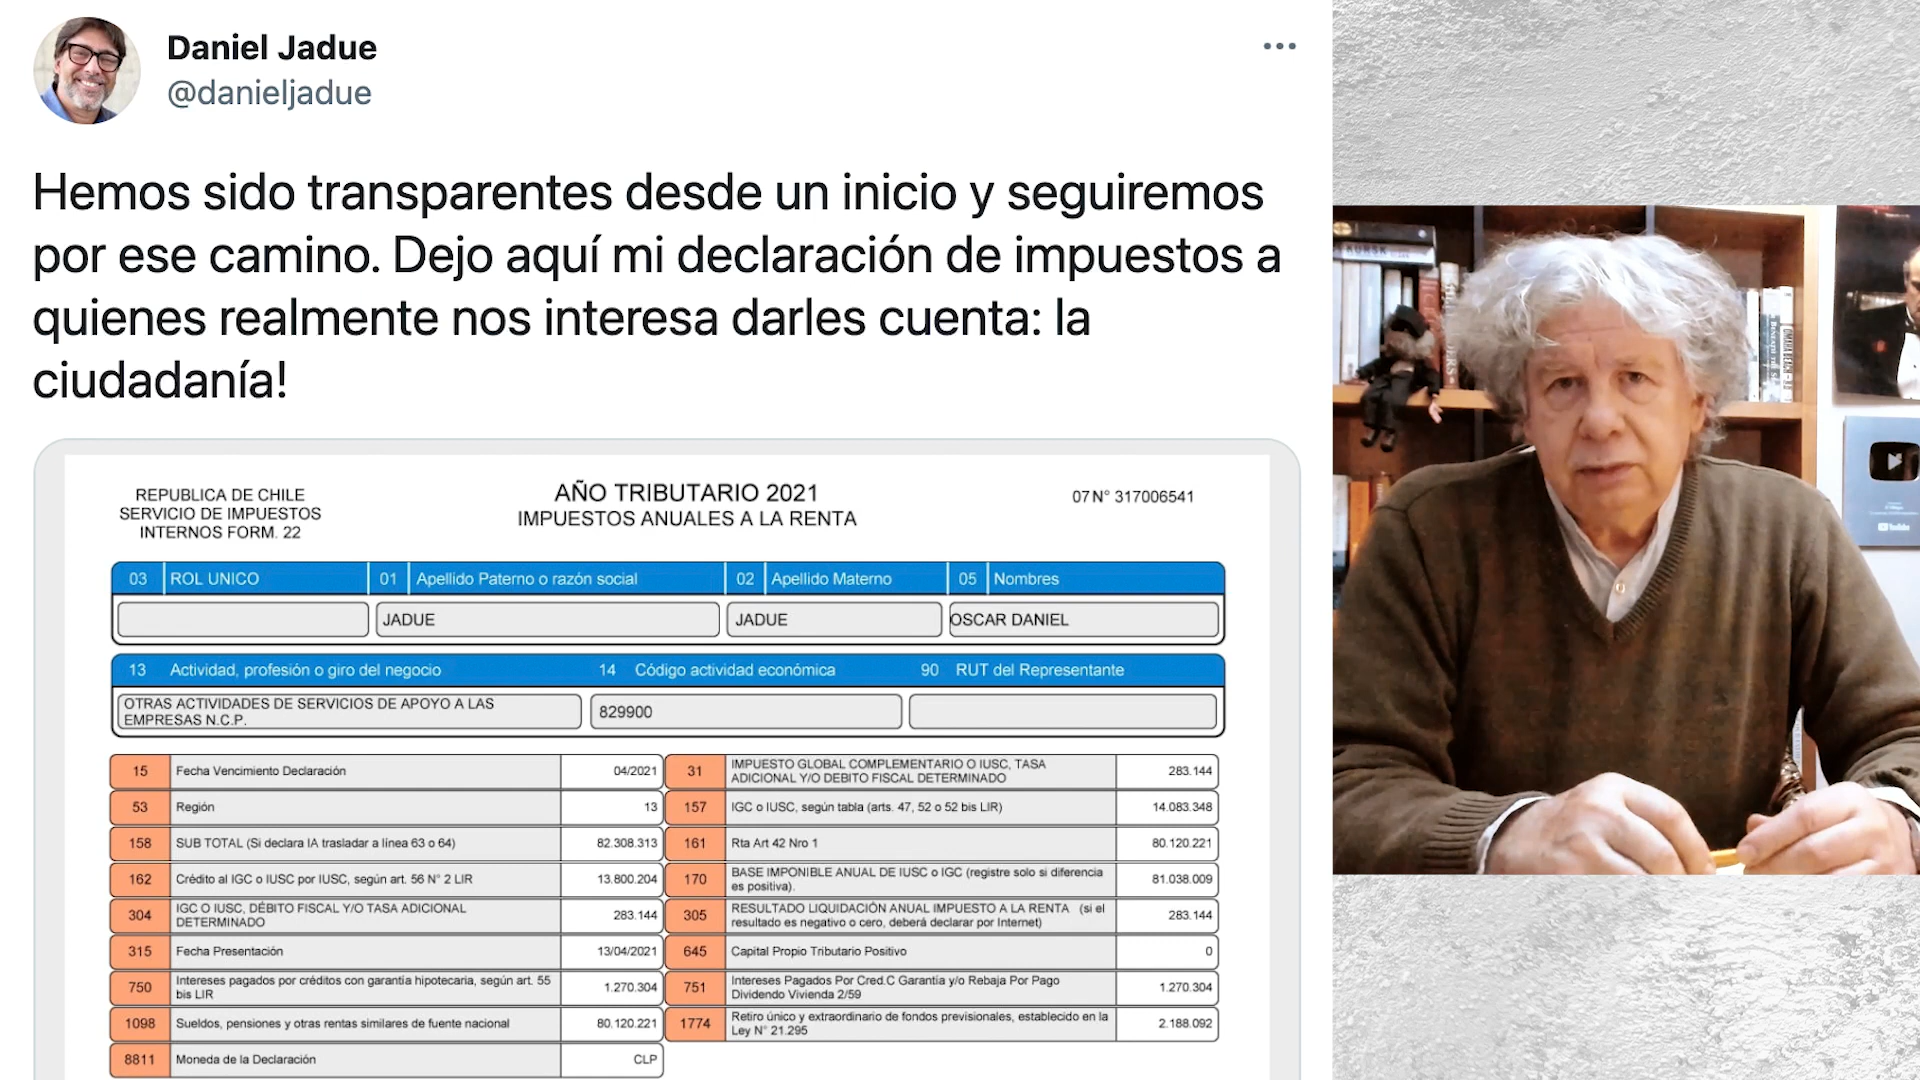 Daniel Jadue
@danieljadue
Hemos sido transparentes desde un inicio y seguiremos
por ese camino. Dejo aquí mi declaración de impuestos a
quienes realmente nos interesa darles cuenta: la
ciudadanía!
REPUBLICA DE CHILE
SERVICIO DE IMPUESTOS
INTERNOS FORM. 22
AÑO TRIBUTARIO 2021
IMPUESTOS ANUALES A LA RENTA
07 N° 317006541
03 ROL UNICO 01 Apellido Paterno o razón social 02 Apellido Materno 05 Nombres
JADUE JADUE OSCAR DANIEL
13 Actividad, profesión o giro del negocio 14 Código actividad económica 90 RUT del Representante
OTRAS ACTIVIDADES DE SERVICIOS DE APOYO A LAS
EMPRESAS N.C.P.
829900
15 Fecha Vencimiento Declaración 04/2021
31 IMPUESTO GLOBAL COMPLEMENTARIO O IUSC, TASA
ADICIONAL Y/O DEBITO FISCAL DETERMINADO 283.144
53 Región 13
157 IGC o IUSC, según tabla (arts. 47, 52 o 52 bis LIR) 14.083.348
158 SUB TOTAL (Si declara IA trasladar a línea 63 o 64) 82.308.313
161 Rta Art 42 Nro 1 80.120.221
162 Crédito al IGC o IUSC por IUSC, según art. 56 N° 2 LIR 13.800.204
170 BASE IMPONIBLE ANUAL DE IUSC o IGC (registre solo si diferencia
es positiva). 81.038.009
304 IGC O IUSC, DÉBITO FISCAL Y/O TASA ADICIONAL
DETERMINADO 283.144
305 RESULTADO LIQUIDACIÓN ANUAL IMPUESTO A LA RENTA (si el
resultado es negativo o cero, deberá declarar por Internet) 283.144
315 Fecha Presentación 13/04/2021
645 Capital Propio Tributario Positivo 0
750 Intereses pagados por créditos con garantía hipotecaria, según art. 55
bis LIR 1.270.304
751 Intereses Pagados Por Cred.C Garantía y/o Rebaja Por Pago
Dividendo Vivienda 2/59 1.270.304
1098 Sueldos, pensiones y otras rentas similares de fuente nacional 80.120.221
1774 Retiro único y extraordinario de fondos previsionales, establecido en la
Ley N° 21.295 2.188.092
8811 Moneda de la Declaración CLP
KURSK
OMAHA BEACH
YouTube